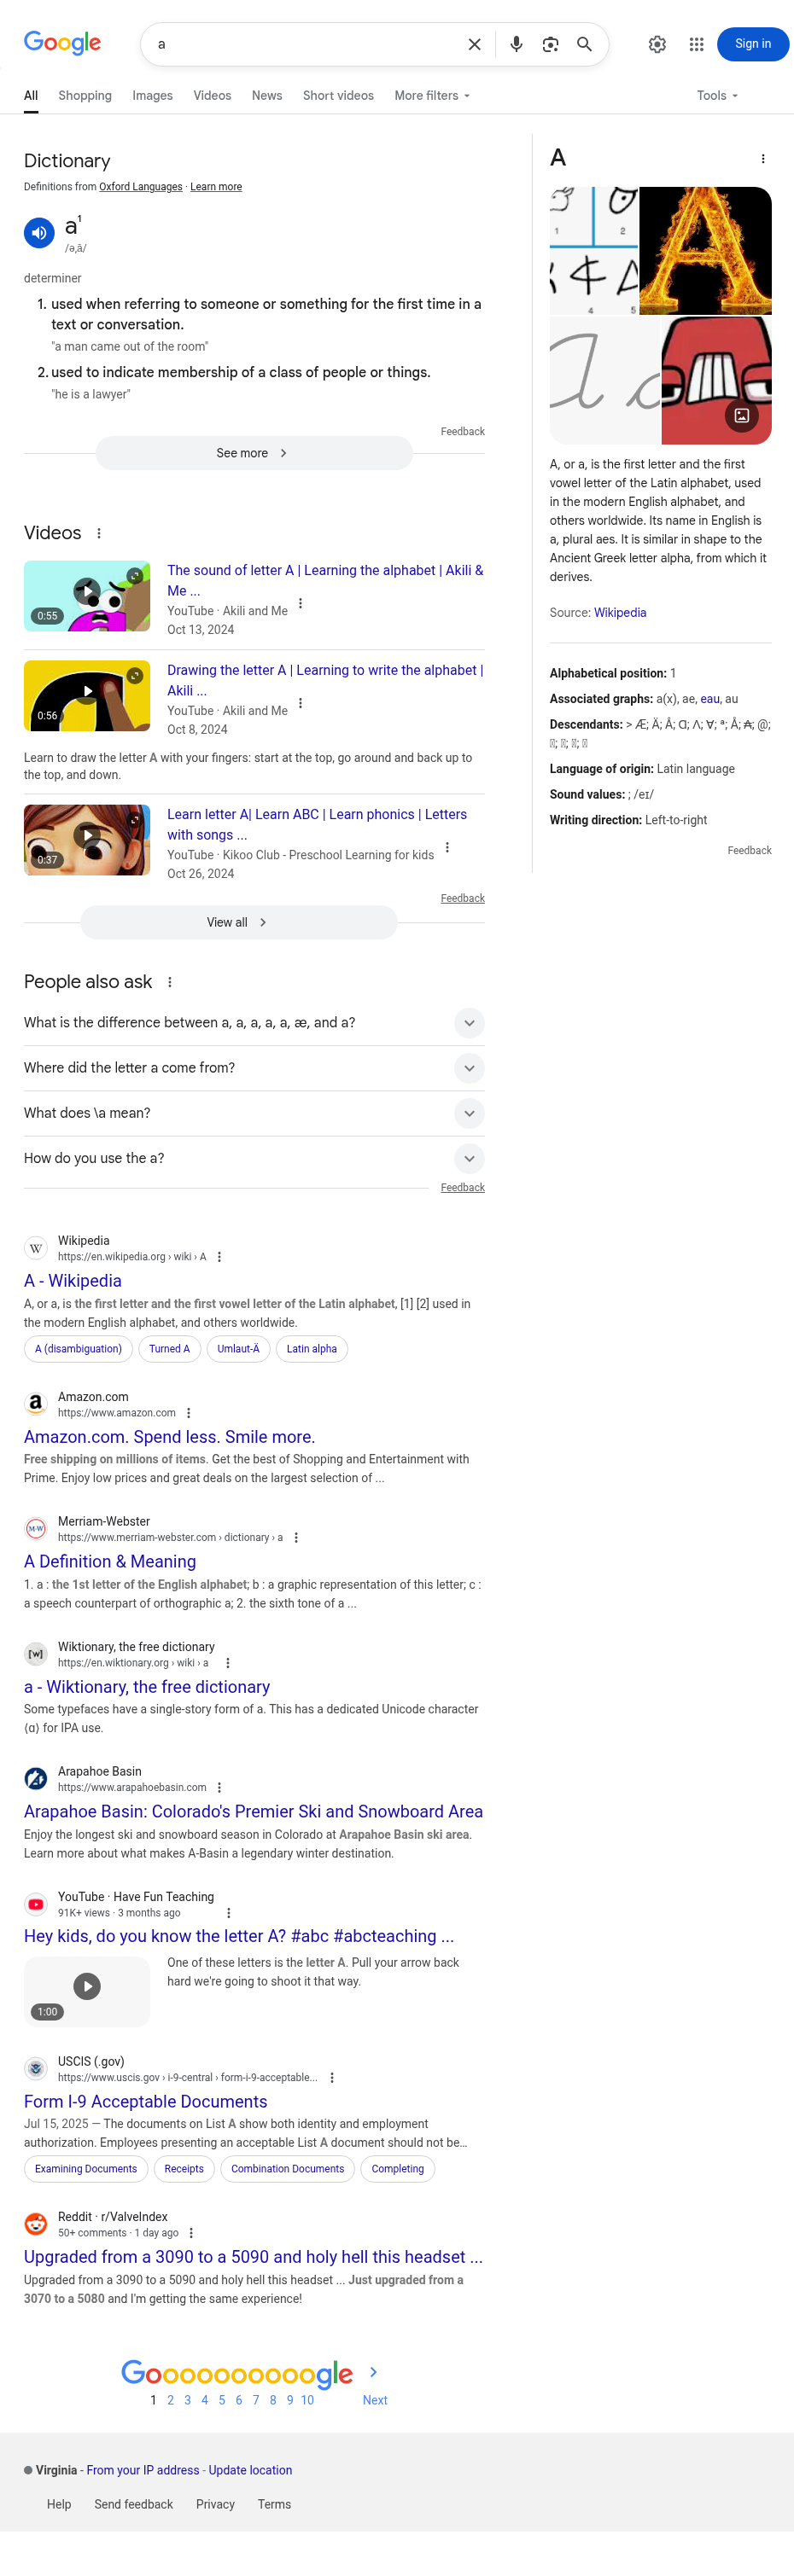 Google
a
Sign in
All Shopping Images Videos News Short videos More filters Tools
Dictionary
Definitions from Oxford Languages · Learn more
a¹
/ə,ā/
determiner
1. used when referring to someone or something for the first time in a
text or conversation.
"a man came out of the room"
2. used to indicate membership of a class of people or things.
"he is a lawyer"
Feedback
See more
Videos
0:55
The sound of letter A | Learning the alphabet | Akili &
Me ...
YouTube · Akili and Me
Oct 13, 2024
0:56
Drawing the letter A | Learning to write the alphabet |
Akili ...
YouTube · Akili and Me
Oct 8, 2024
Learn to draw the letter A with your fingers: start at the top, go around and back up to
the top, and down.
0:37
Learn letter A| Learn ABC | Learn phonics | Letters
with songs ...
YouTube · Kikoo Club - Preschool Learning for kids
Oct 26, 2024
Feedback
View all
People also ask
What is the difference between a, a, a, a, a, æ, and a?
Where did the letter a come from?
What does \a mean?
How do you use the a?
Feedback
Wikipedia
https://en.wikipedia.org › wiki › A
A - Wikipedia
A, or a, is the first letter and the first vowel letter of the Latin alphabet, [1] [2] used in
the modern English alphabet, and others worldwide.
A (disambiguation) Turned A Umlaut-Ä Latin alpha
Amazon.com
https://www.amazon.com
Amazon.com. Spend less. Smile more.
Free shipping on millions of items. Get the best of Shopping and Entertainment with
Prime. Enjoy low prices and great deals on the largest selection of ...
Merriam-Webster
https://www.merriam-webster.com › dictionary › a
A Definition & Meaning
1. a : the 1st letter of the English alphabet; b : a graphic representation of this letter; c :
a speech counterpart of orthographic a; 2. the sixth tone of a ...
Wiktionary, the free dictionary
https://en.wiktionary.org › wiki › a
a - Wiktionary, the free dictionary
Some typefaces have a single-story form of a. This has a dedicated Unicode character
⟨ɑ⟩ for IPA use.
Arapahoe Basin
https://www.arapahoebasin.com
Arapahoe Basin: Colorado's Premier Ski and Snowboard Area
Enjoy the longest ski and snowboard season in Colorado at Arapahoe Basin ski area.
Learn more about what makes A-Basin a legendary winter destination.
YouTube · Have Fun Teaching
91K+ views · 3 months ago
Hey kids, do you know the letter A? #abc #abcteaching ...
1:00
One of these letters is the letter A. Pull your arrow back
hard we're going to shoot it that way.
USCIS (.gov)
https://www.uscis.gov › i-9-central › form-i-9-acceptable...
Form I-9 Acceptable Documents
Jul 15, 2025 — The documents on List A show both identity and employment
authorization. Employees presenting an acceptable List A document should not be...
Examining Documents Receipts Combination Documents Completing
Reddit · r/ValveIndex
50+ comments · 1 day ago
Upgraded from a 3090 to a 5090 and holy hell this headset ...
Upgraded from a 3090 to a 5090 and holy hell this headset ... Just upgraded from a
3070 to a 5080 and I'm getting the same experience!
Goooooooooogle
1 2 3 4 5 6 7 8 9 10 Next
A
1 2
4 5
A
a a
A, or a, is the first letter and the first
vowel letter of the Latin alphabet, used
in the modern English alphabet, and
others worldwide. Its name in English is
a, plural aes. It is similar in shape to the
Ancient Greek letter alpha, from which it
derives.
Source: Wikipedia
Alphabetical position: 1
Associated graphs: a(x), ae, eau, au
Descendants: > Æ; Ä; Â; Ɑ; Λ; Ɐ; ª; Å; ₳; @;
Language of origin: Latin language
Sound values: ; /eɪ/
Writing direction: Left-to-right
Feedback
Virginia - From your IP address - Update location
Help Send feedback Privacy Terms